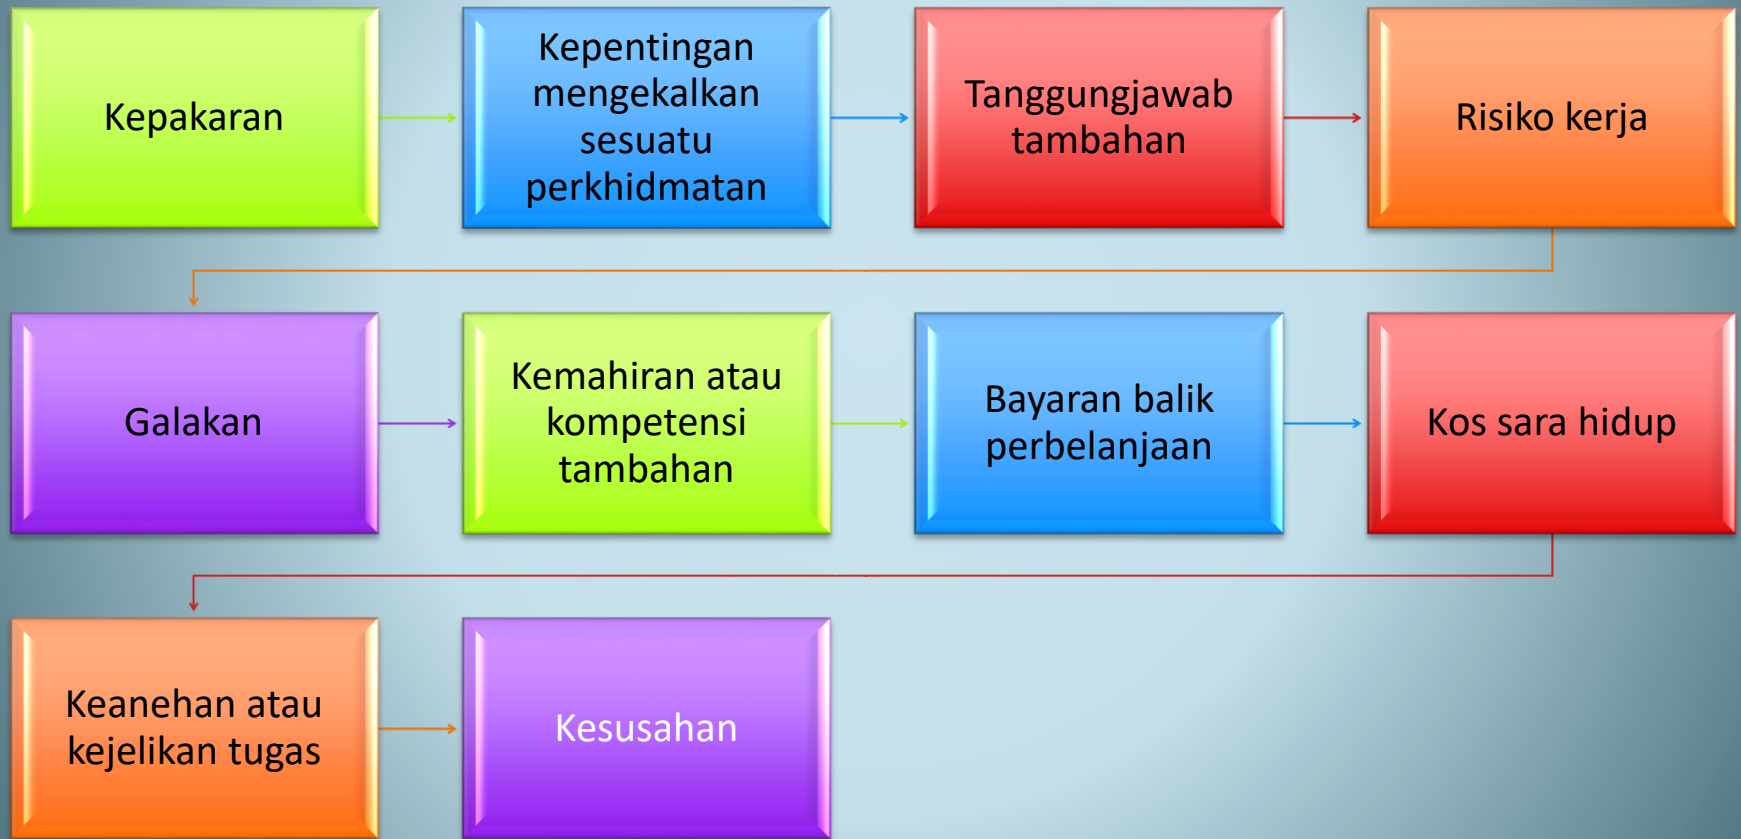 Kepakaran
Kepentingan
mengekalkan
sesuatu
perkhidmatan
Tanggungjawab
tambahan
Risiko kerja
Galakan
Kemahiran atau
kompetensi
tambahan
Bayaran balik
perbelanjaan
Kos sara hidup
Keanehan atau
kejelikan tugas
Kesusahan